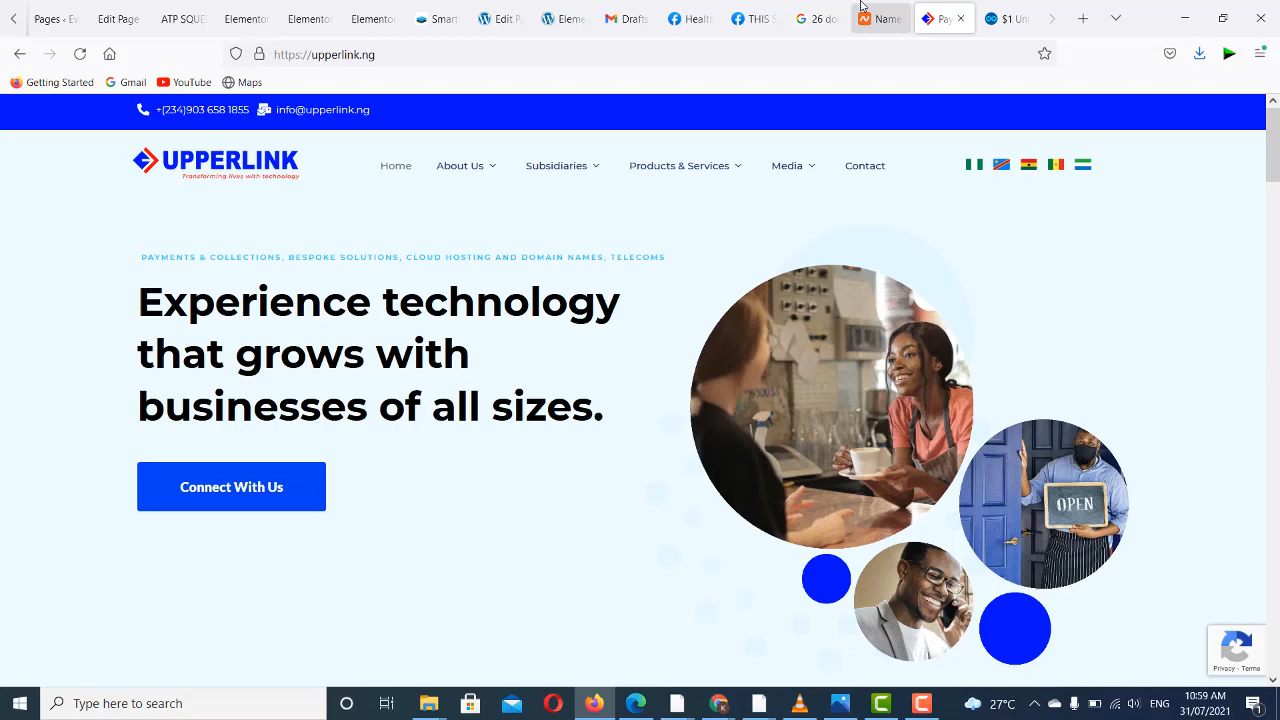 Pages - Ev
Edit Page
ATP SQUE
Elementor
Elementor
Elementor
Smart
Edit Pa
Eleme
Drafts
Health
THIS S
26 do
Name
Pay
$1 Uni
https://upperlink.ng
Getting Started
Gmail
YouTube
Maps
+(234)903 658 1855
info@upperlink.ng
UPPERLINK
Transforming lives with technology
Home
About Us
Subsidiaries
Products & Services
Media
Contact
PAYMENTS & COLLECTIONS, BESPOKE SOLUTIONS, CLOUD HOSTING AND DOMAIN NAMES, TELECOMS
Experience technology
that grows with
businesses of all sizes.
Connect With Us
OPEN
Privacy - Terms
Type here to search
27°C
ENG
10:59 AM
31/07/2021